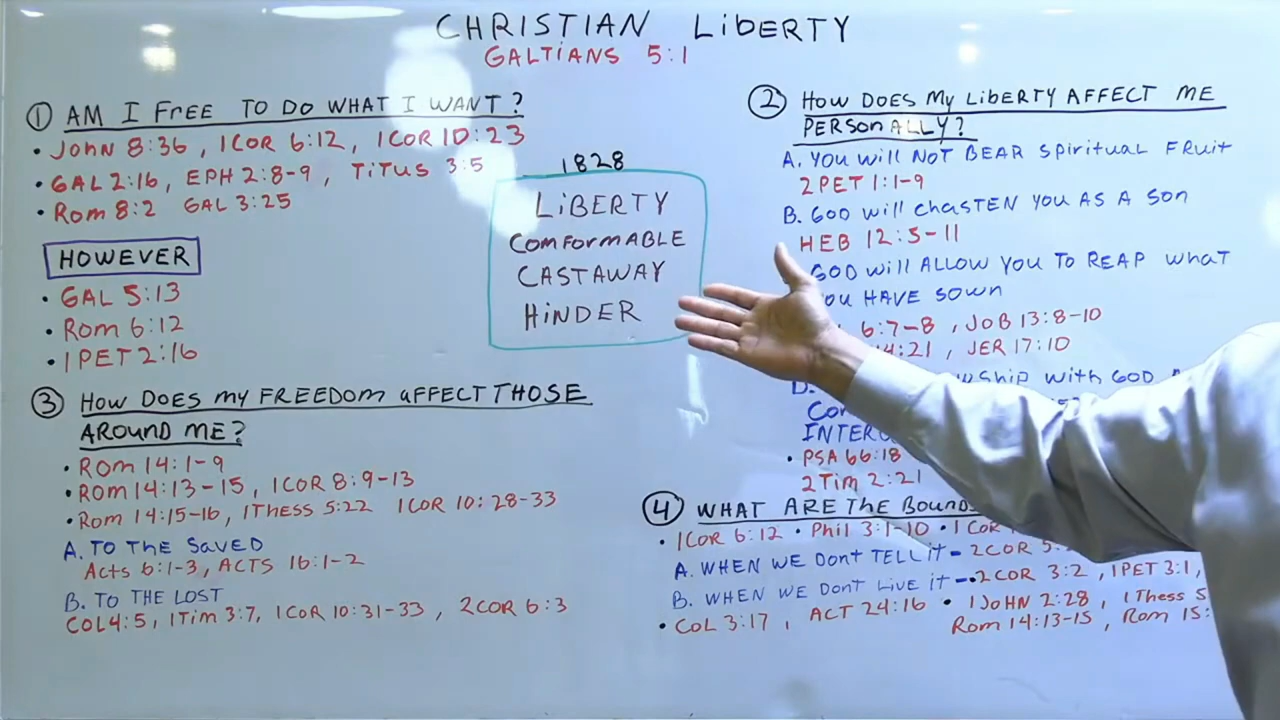 CHRISTIAN LIBERTY
GALTIANS 5:1
① AM I FREE TO DO WHAT I WANT?
• JOHN 8:36, 1COR 6:12, 1COR 10:23
• GAL 2:16, EPH 2:8-9, TITUS 3:5
• Rom 8:2 GAL 3:25
HOWEVER
• GAL 5:13
• Rom 6:12
• 1PET 2:16
1828
LIBERTY
COMFORMABLE
CASTAWAY
HINDER
② HOW DOES MY LIBERTY AFFECT ME
PERSONALLY?
A. YOU WILL NOT BEAR SPIRITUAL FRUIT
2PET 1:1-9
B. GOD WILL CHASTEN YOU AS A SON
HEB 12:5-11
GOD WILL ALLOW YOU TO REAP WHAT
YOU HAVE SOWN
6:7-8, JOB 13:8-10
4:21, JER 17:10
D. WITH GOD
INTER
• PSA 66:18
2Tim 2:21
③ HOW DOES MY FREEDOM AFFECT THOSE
AROUND ME?
• ROM 14:1-9
• ROM 14:13-15, 1COR 8:9-13
• Rom 14:15-16, 1Thess 5:22 1COR 10:28-33
A. TO THE SAVED
Acts 6:1-3, ACTS 16:1-2
B. TO THE LOST
COL 4:5, 1Tim 3:7, 1COR 10:31-33, 2COR 6:3
④ WHAT ARE THE BOUND
• 1COR 6:12 • Phil 3:1-10 • 1 COR
A. WHEN WE DONT TELL IT - 2COR 5:
B. WHEN WE DONT LIVE IT - • 2COR 3:2, 1PET 3:1,
• COL 3:17, ACT 24:16 • 1JOHN 2:28, 1Thess 5
Rom 14:13-15, Rom 15: